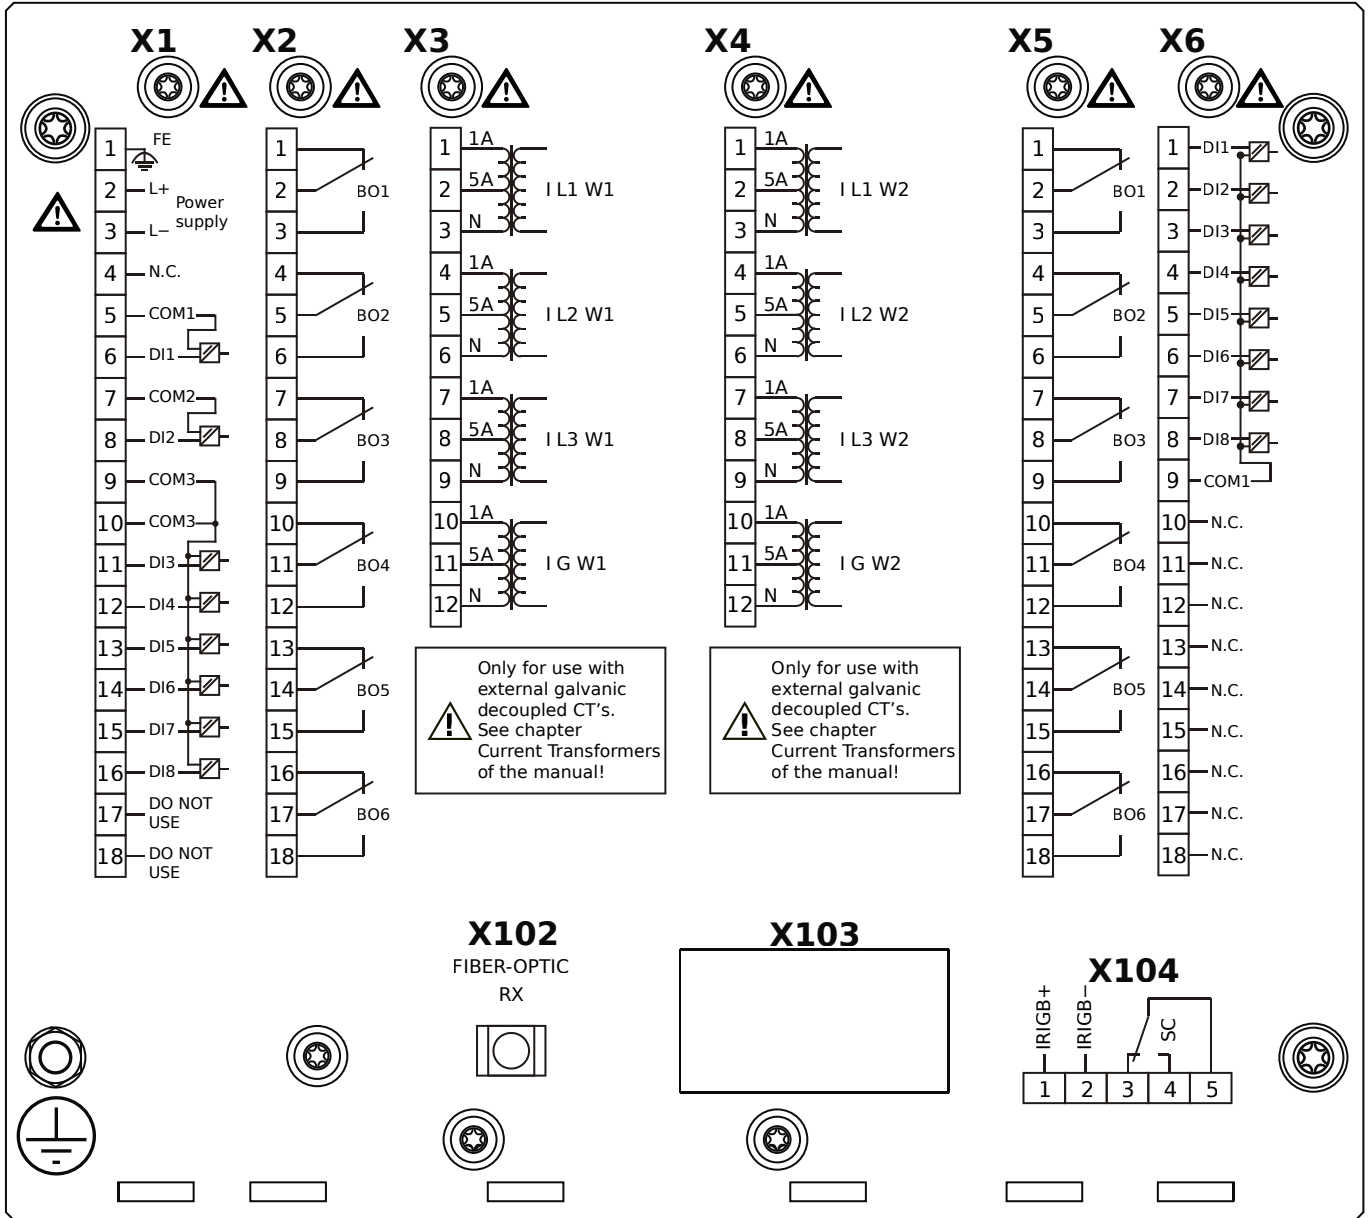 X1 X2 X3 X4 X5 X6
1 FE
2 L+
Power
supply
3 L−
4 N.C.
5 COM1
6 DI1
7 COM2
8 DI2
9 COM3
10 COM3
11 DI3
12 DI4
13 DI5
14 DI6
15 DI7
16 DI8
17 DO NOT
USE
18 DO NOT
USE
1
2 BO1
3
4
5 BO2
6
7
8 BO3
9
10
11 BO4
12
13
14 BO5
15
16
17 BO6
18
1 1A
2 5A I L1 W1
3 N
4 1A
5 5A I L2 W1
6 N
7 1A
8 5A I L3 W1
9 N
10 1A
11 5A I G W1
12 N
Only for use with
external galvanic
decoupled CT's.
See chapter
Current Transformers
of the manual!
1 1A
2 5A I L1 W2
3 N
4 1A
5 5A I L2 W2
6 N
7 1A
8 5A I L3 W2
9 N
10 1A
11 5A I G W2
12 N
Only for use with
external galvanic
decoupled CT's.
See chapter
Current Transformers
of the manual!
1
2 BO1
3
4
5 BO2
6
7
8 BO3
9
10
11 BO4
12
13
14 BO5
15
16
17 BO6
18
1 DI1
2 DI2
3 DI3
4 DI4
5 DI5
6 DI6
7 DI7
8 DI8
9 COM1
10 N.C.
11 N.C.
12 N.C.
13 N.C.
14 N.C.
15 N.C.
16 N.C.
17 N.C.
18 N.C.
X102
FIBER-OPTIC
RX
X103
X104
IRIGB+
IRIGB−
SC
1 2 3 4 5